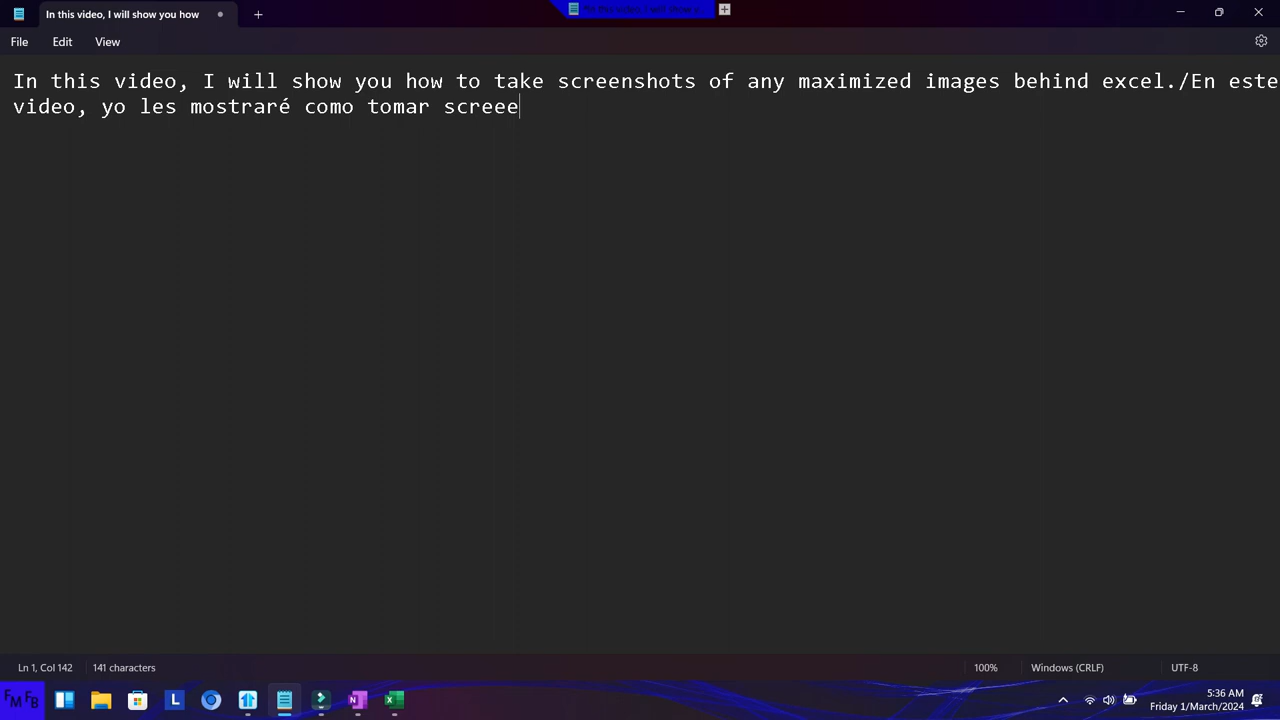 In this video, I will show you how
File Edit View
In this video, I will show you how to take screenshots of any maximized images behind excel./En este
video, yo les mostraré como tomar screee
Ln 1, Col 142 141 characters 100% Windows (CRLF) UTF-8
5:36 AM
Friday 1/March/2024